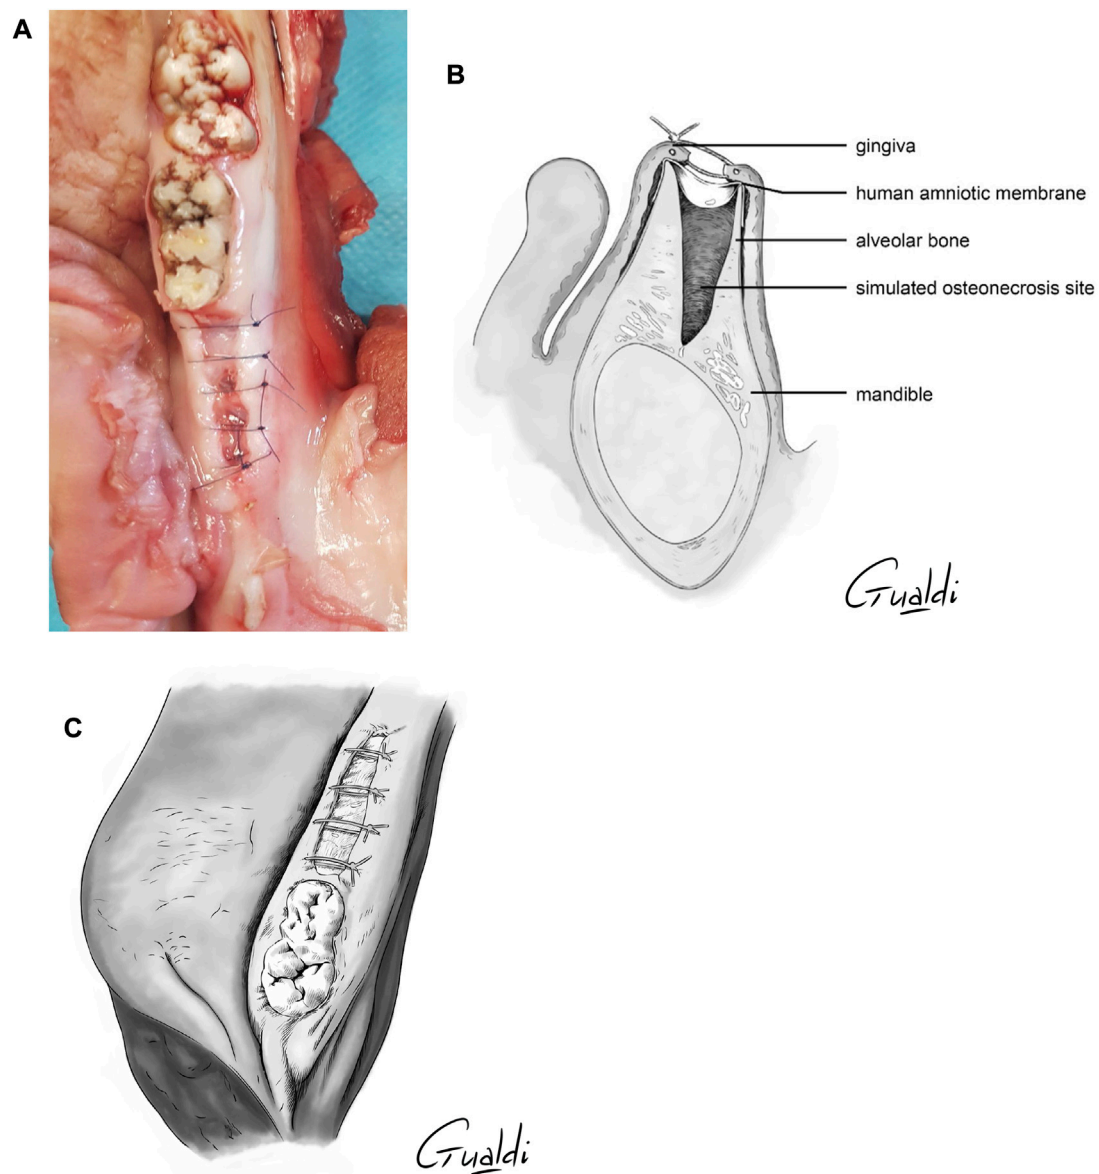 A
B
gingiva
human amniotic membrane
alveolar bone
simulated osteonecrosis site
mandible
Gualdi
C
Gualdi